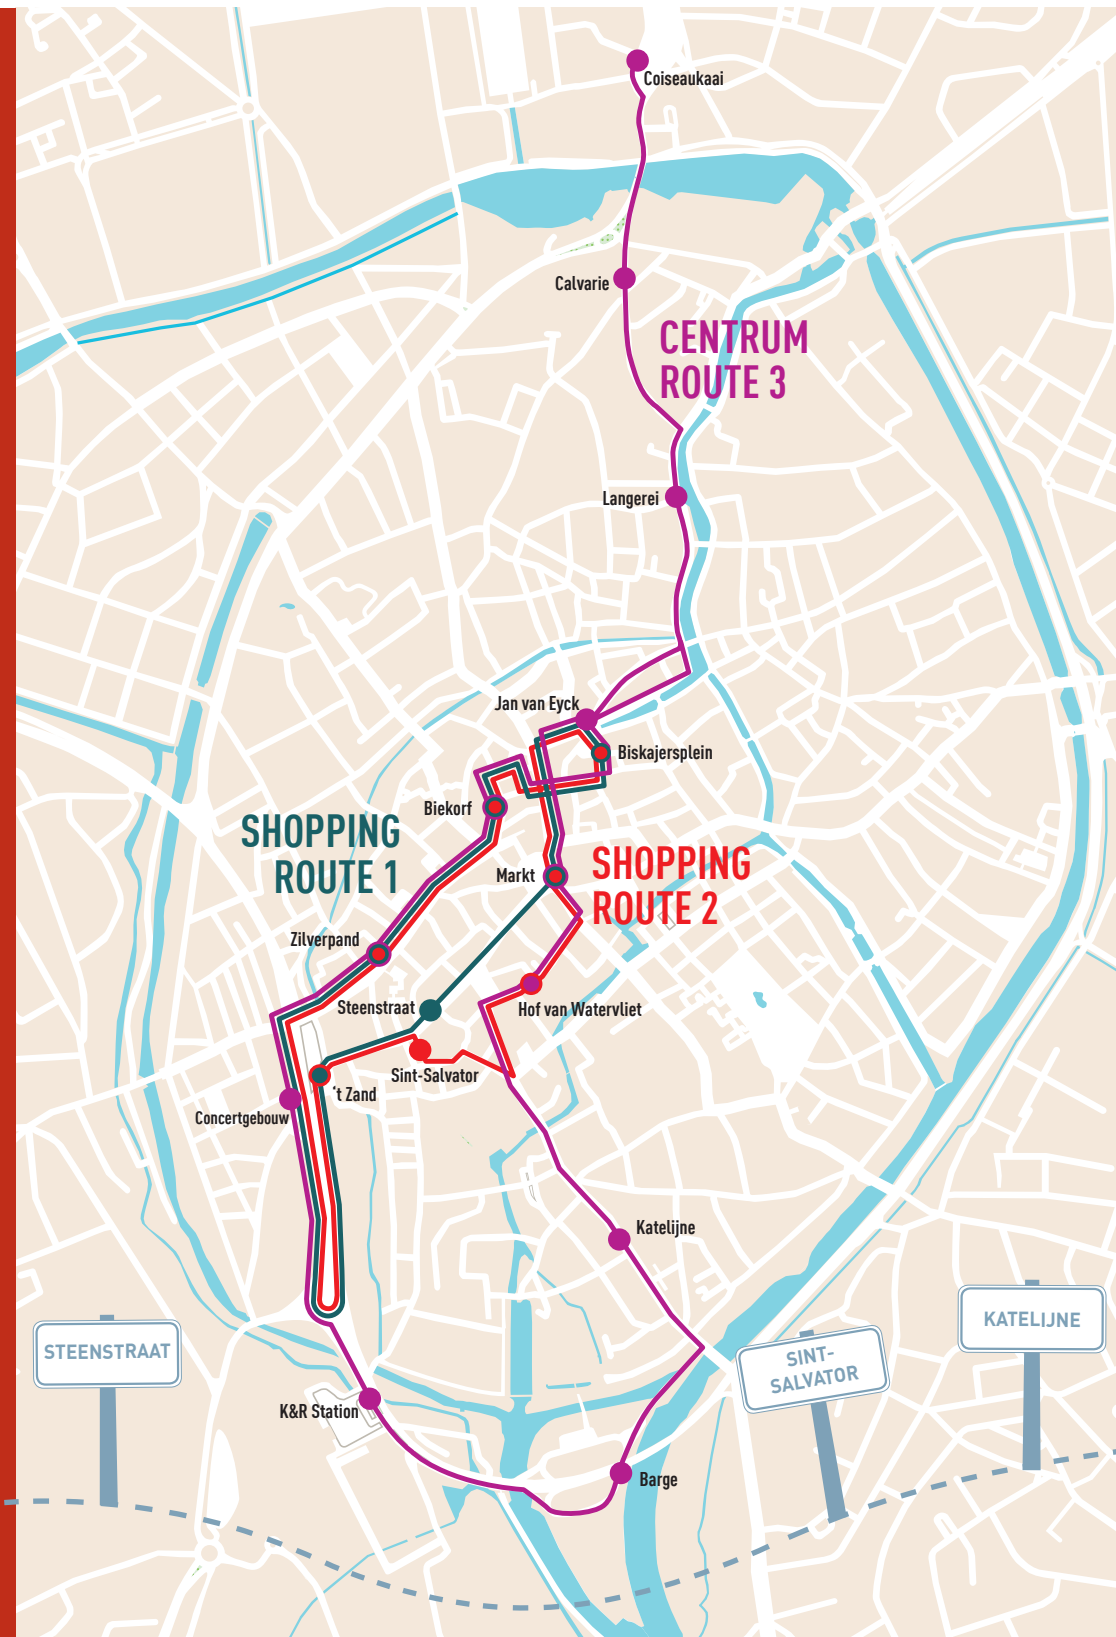 Coiseaukaai
Calvarie
CENTRUM
ROUTE 3
Langerei
Jan van Eyck
Biskajersplein
Biekorf
SHOPPING
ROUTE 1
Markt
SHOPPING
ROUTE 2
Zilverpand
Steenstraat
Hof van Watervliet
Sint-Salvator
‘t Zand
Concertgebouw
Katelijne
KATELIJNE
STEENSTRAAT
SINT-
SALVATOR
K&R Station
Barge